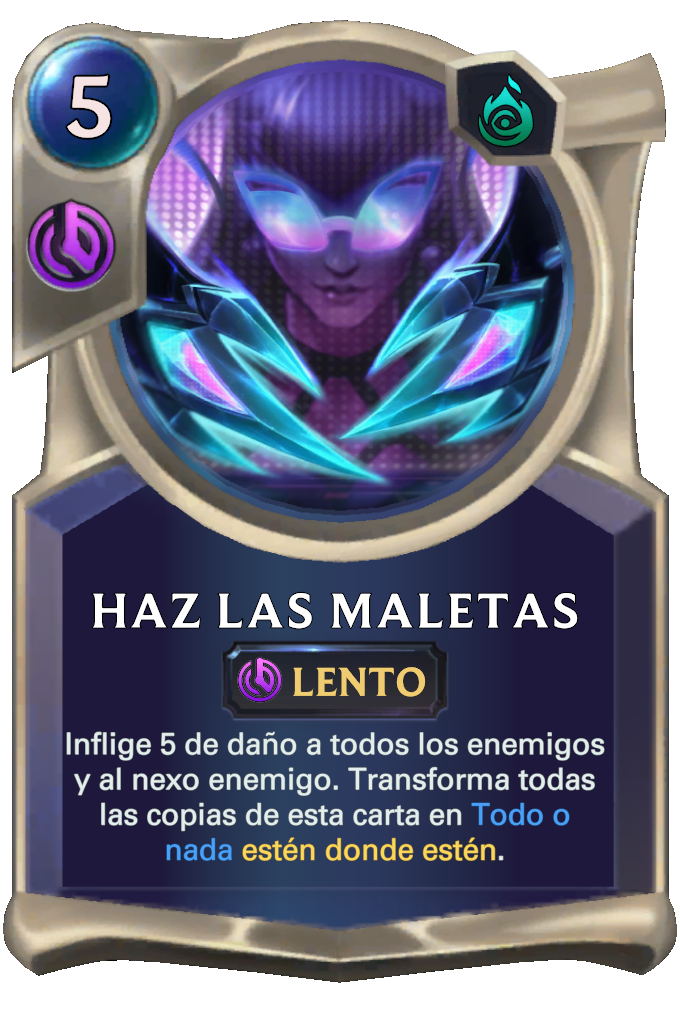 5
HAZ LAS MALETAS
LENTO
Inflige 5 de daño a todos los enemigos
y al nexo enemigo. Transforma todas
las copias de esta carta en Todo o
nada estén donde estén.